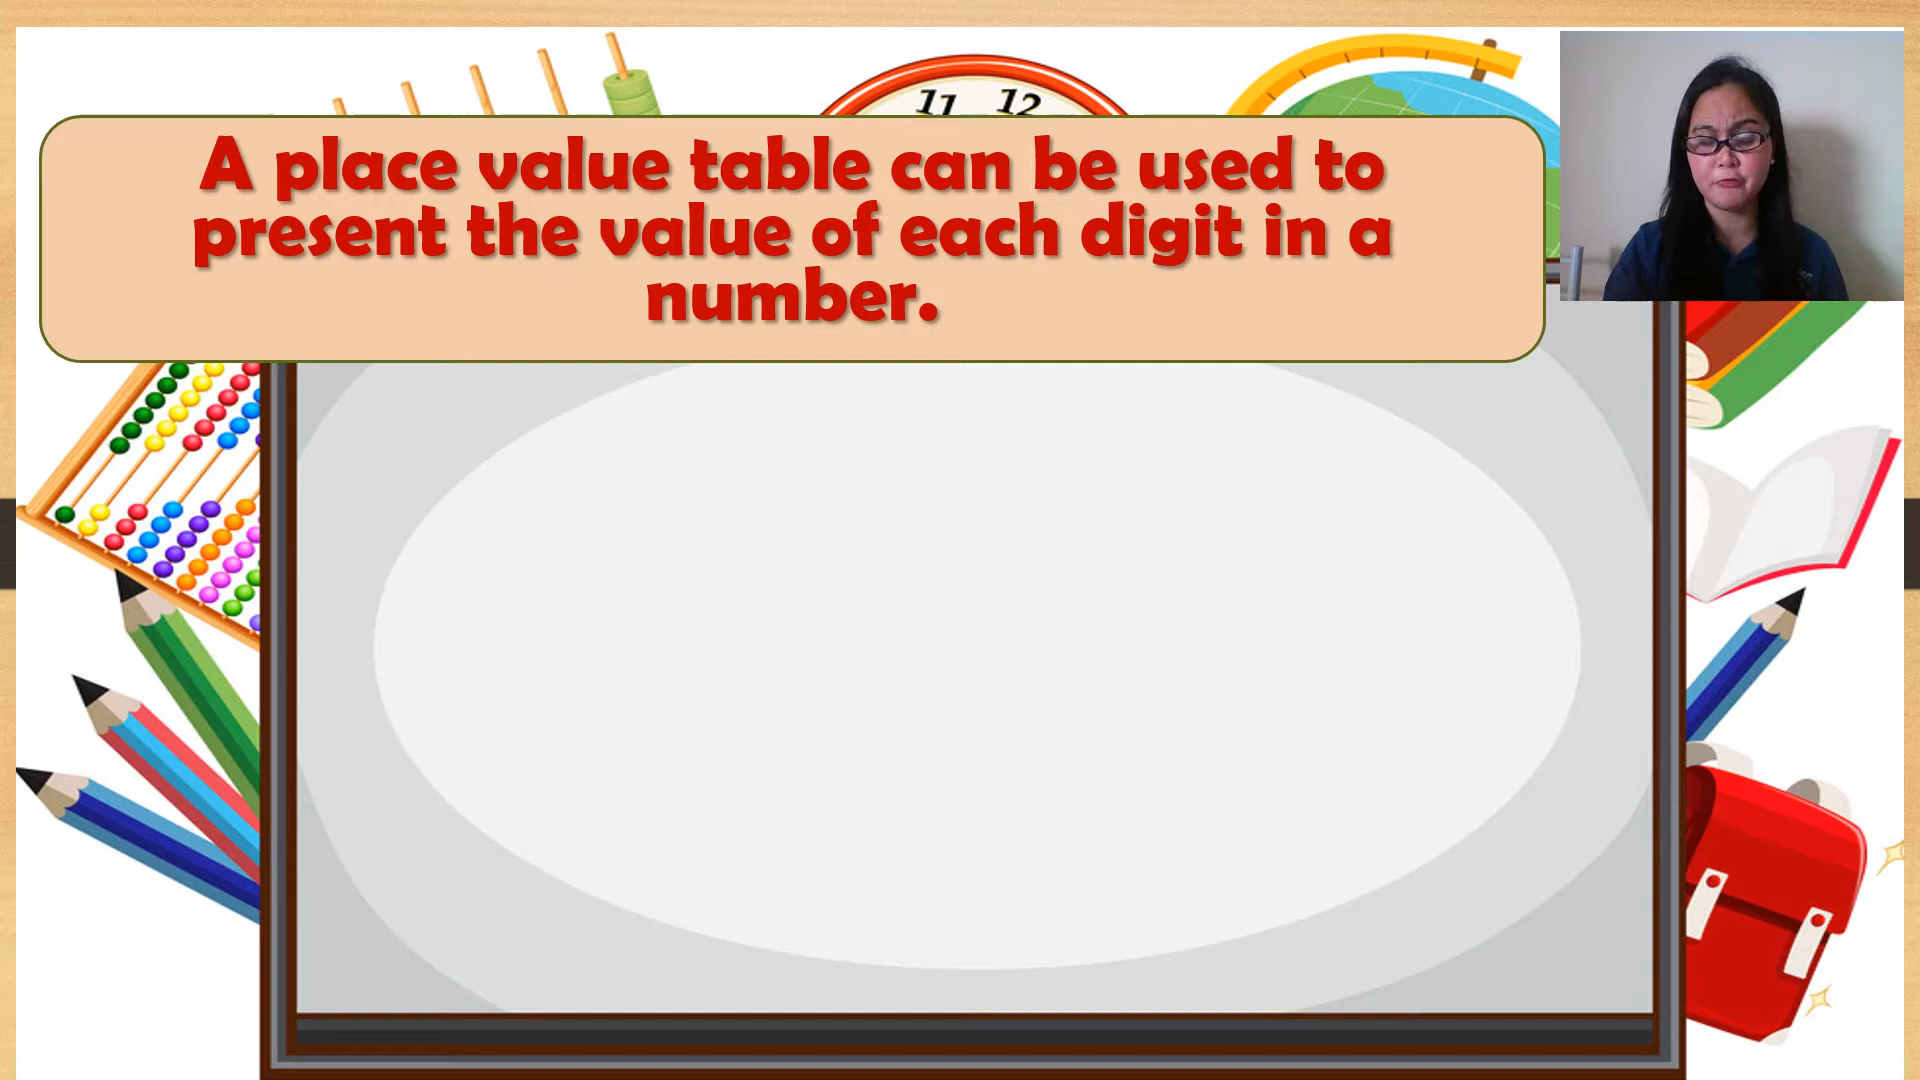 11 12
A place value table can be used to
present the value of each digit in a
number.